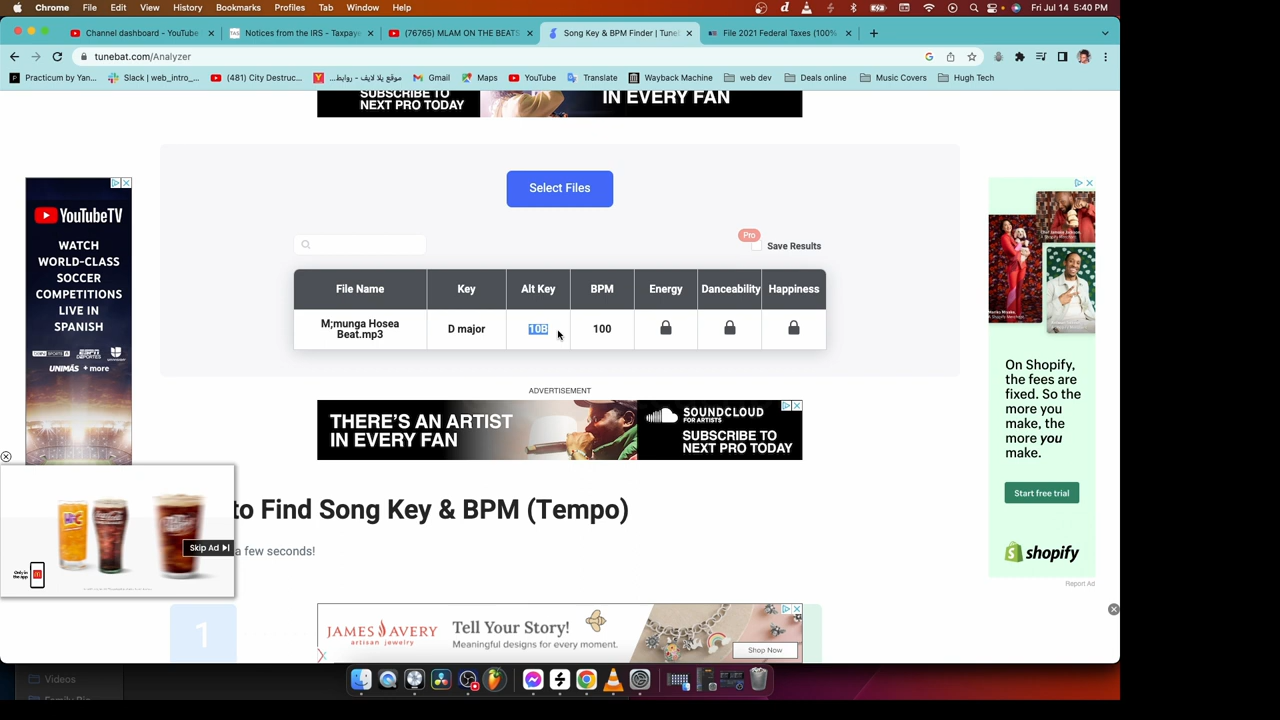 Chrome File Edit View History Bookmarks Profiles Tab Window Help
Fri Jul 14 5:40 PM
Channel dashboard - YouTube
Notices from the IRS - Taxpaye
(76765) MLAM ON THE BEATS
Song Key & BPM Finder | Tune
File 2021 Federal Taxes (100%
tunebat.com/Analyzer
Practicum by Yan...
Slack | web_intro_...
(481) City Destruc...
موقع يلا لايف - روابط...
Gmail
Maps
YouTube
Translate
Wayback Machine
web dev
Deals online
Music Covers
Hugh Tech
SUBSCRIBE TO
NEXT PRO TODAY
IN EVERY FAN
Select Files
Pro
Save Results
File Name Key Alt Key BPM Energy Danceability Happiness
M;munga Hosea
Beat.mp3
D major 10B 100
ADVERTISEMENT
THERE'S AN ARTIST
IN EVERY FAN
SOUNDCLOUD
FOR ARTISTS
SUBSCRIBE TO
NEXT PRO TODAY
YouTubeTV
WATCH
WORLD-CLASS
SOCCER
COMPETITIONS
LIVE IN
SPANISH
UNIMÁS + more
On Shopify,
the fees are
fixed. So the
more you
make, the
more you
make.
Start free trial
shopify
Report Ad
Skip Ad
to Find Song Key & BPM (Tempo)
a few seconds!
1
JAMES AVERY
artisan jewelry
Tell Your Story!
Meaningful designs for every moment.
Shop Now
Videos